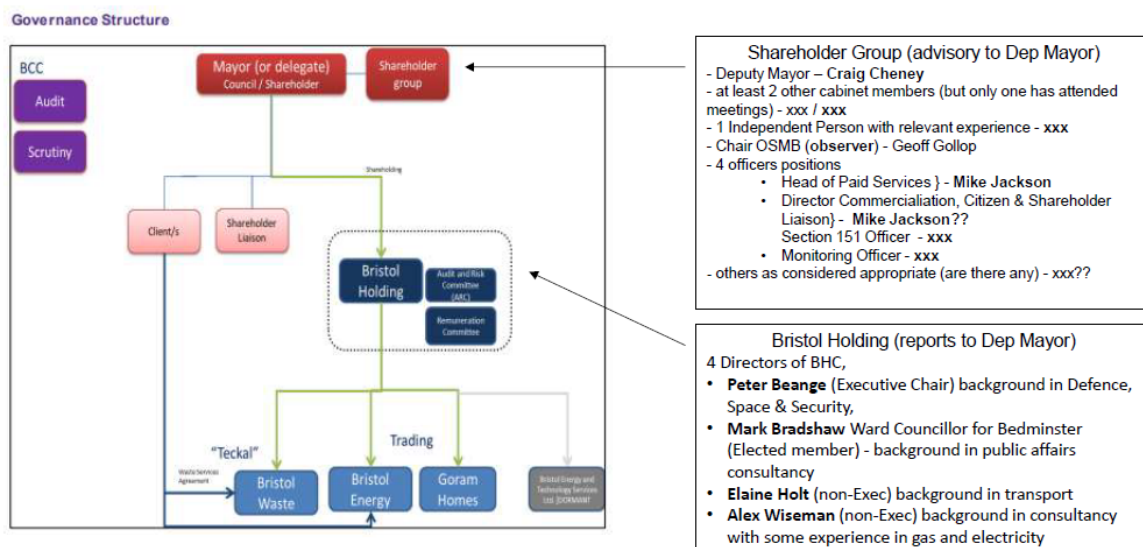 Governance Structure
BCC
Audit
Scrutiny
Mayor (or delegate)
Council / Shareholder
Shareholder
group
Shareholding
Client/s
Shareholder
Liaison
Bristol
Holding
Audit and Risk
Committee
(ARC)
Remuneration
Committee
"Teckal"
Trading
Waste Services
Agreement
Bristol
Waste
Bristol
Energy
Goram
Homes
Bristol Energy and
Technology Services
Ltd
Shareholder Group (advisory to Dep Mayor)
- Deputy Mayor – Craig Cheney
- at least 2 other cabinet members (but only one has attended
meetings) - xxx / xxx
- 1 Independent Person with relevant experience - xxx
- Chair OSMB (observer) - Geoff Gollop
- 4 officers positions
• Head of Paid Services } - Mike Jackson
• Director Commercialiation, Citizen & Shareholder
Liaison} - Mike Jackson??
Section 151 Officer - xxx
• Monitoring Officer - xxx
- others as considered appropriate (are there any) - xxx??
Bristol Holding (reports to Dep Mayor)
4 Directors of BHC,
• Peter Beange (Executive Chair) background in Defence,
Space & Security,
• Mark Bradshaw Ward Councillor for Bedminster
(Elected member) - background in public affairs
consultancy
• Elaine Holt (non-Exec) background in transport
• Alex Wiseman (non-Exec) background in consultancy
with some experience in gas and electricity